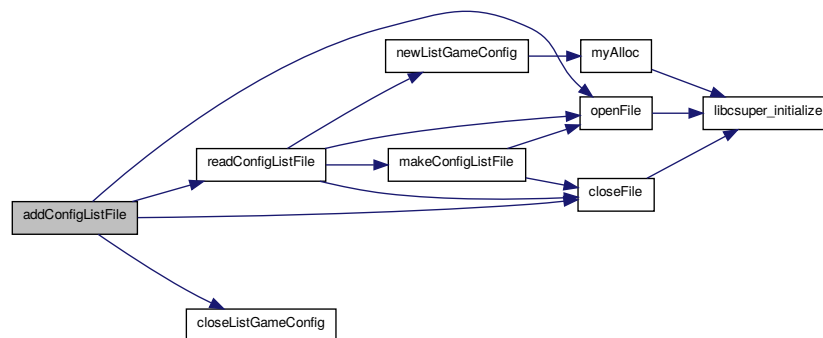 addConfigListFile
readConfigListFile
closeListGameConfig
newListGameConfig
makeConfigListFile
myAlloc
openFile
closeFile
libcsuper_initialize